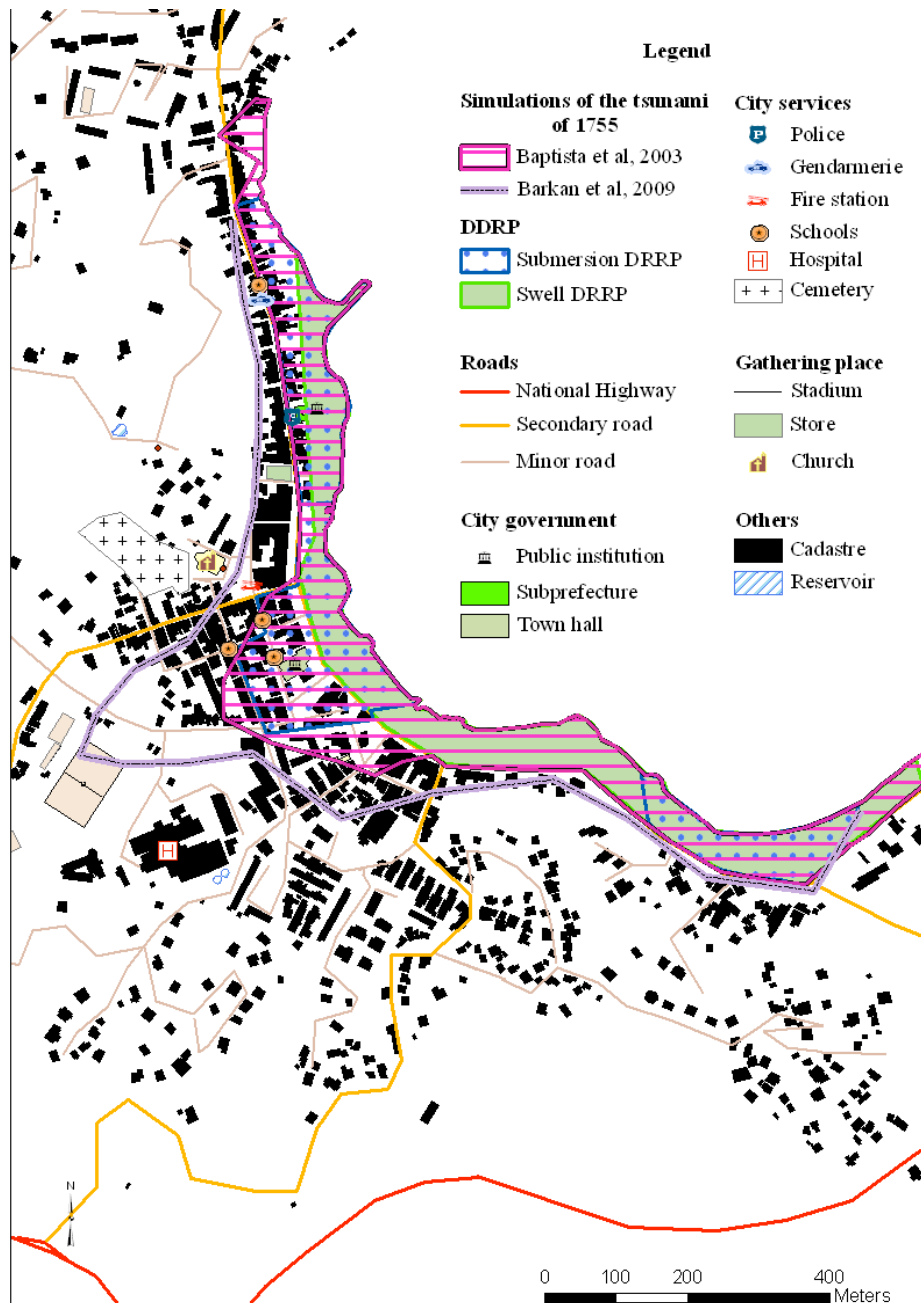 Legend
Simulations of the tsunami
of 1755
Baptista et al, 2003
Barkan et al, 2009
DDRP
Submersion DRRP
Swell DRRP
Roads
National Highway
Secondary road
Minor road
City government
Public institution
Subprefecture
Town hall
City services
P
Police
Gendarmerie
Fire station
Schools
H
Hospital
Cemetery
Gathering place
Stadium
Store
Church
Others
Cadastre
Reservoir
P
H
N
0 100 200 400
Meters